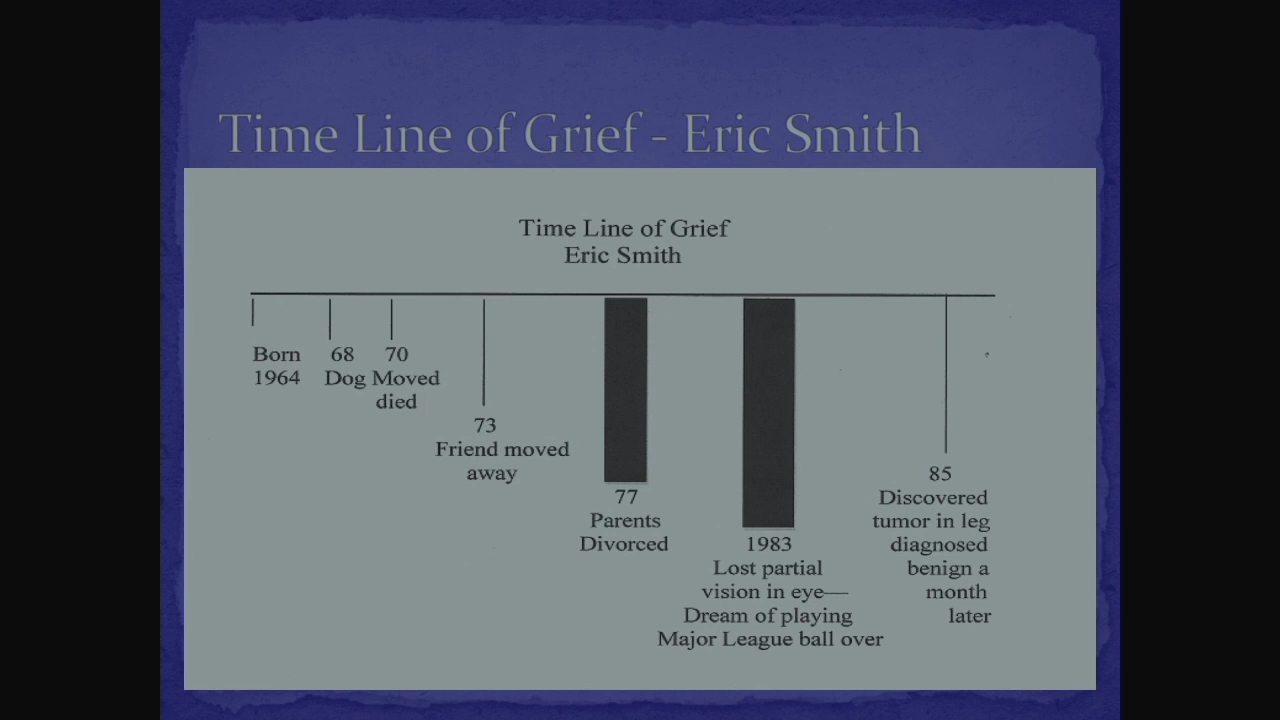 Time Line of Grief - Eric Smith
Time Line of Grief
Eric Smith
Born
1964
68
Dog
died
70
Moved
73
Friend moved
away
77
Parents
Divorced
1983
Lost partial
vision in eye—
Dream of playing
Major League ball over
85
Discovered
tumor in leg
diagnosed
benign a
month
later